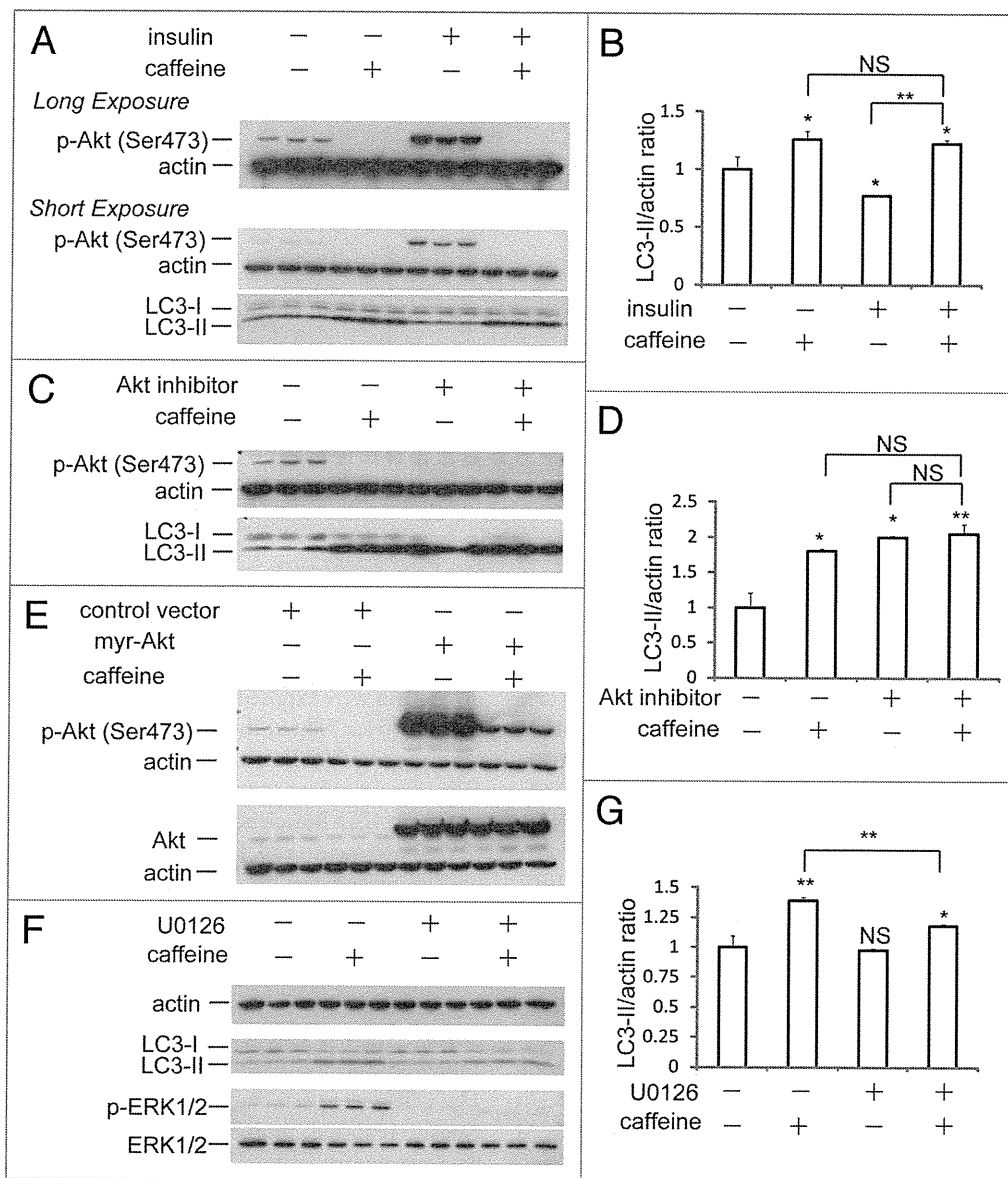 A
insulin – – + +
caffeine – + – +
Long Exposure
p-Akt (Ser473) –
actin –
Short Exposure
p-Akt (Ser473) –
actin –
LC3-I –
LC3-II –
B
NS
**
* * *
LC3-II/actin ratio
1.5
1
0.5
0
insulin – – + +
caffeine – + – +
C
Akt inhibitor – – + +
caffeine – + – +
p-Akt (Ser473) –
actin –
LC3-I –
LC3-II –
D
NS
NS
* * **
LC3-II/actin ratio
2.5
2
1.5
1
0.5
0
Akt inhibitor – – + +
caffeine – + – +
E
control vector + + – –
myr-Akt – – + +
caffeine – + – +
p-Akt (Ser473) –
actin –
Akt –
actin –
F
U0126 – – + +
caffeine – + – +
actin –
LC3-I –
LC3-II –
p-ERK1/2 –
ERK1/2 –
G
**
** NS *
LC3-II/actin ratio
1.5
1.25
1
0.75
0.5
0.25
0
U0126 – – + +
caffeine – + – +